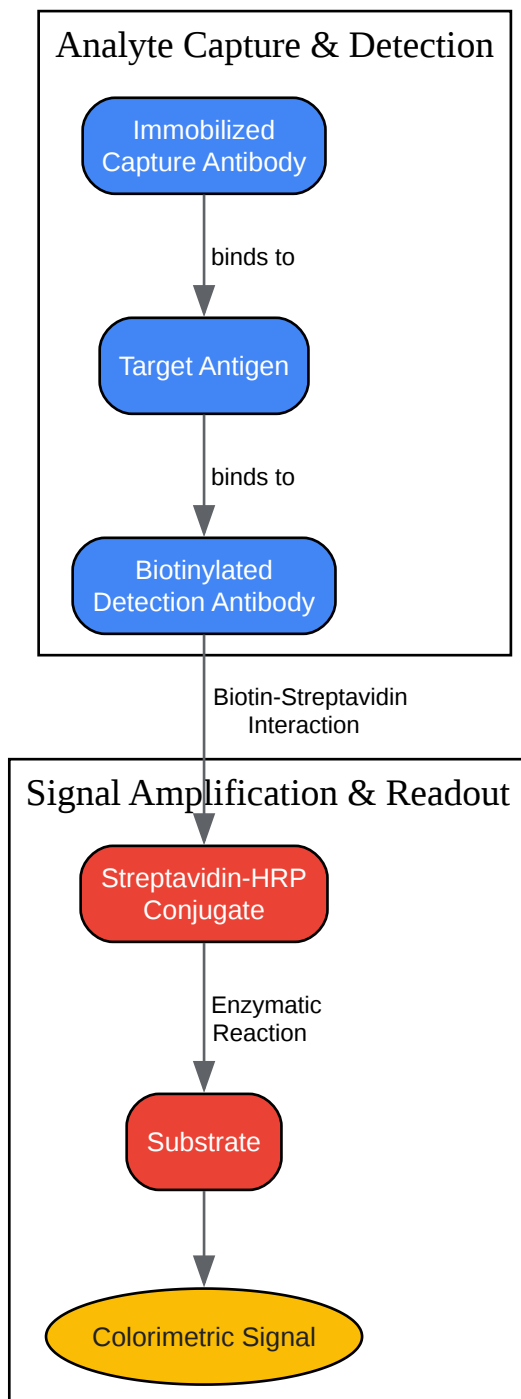 Analyte Capture & Detection
Immobilized
Capture Antibody
binds to
Target Antigen
binds to
Biotinylated
Detection Antibody
Biotin-Streptavidin
Interaction
Signal Amplification & Readout
Streptavidin-HRP
Conjugate
Enzymatic
Reaction
Substrate
Colorimetric Signal